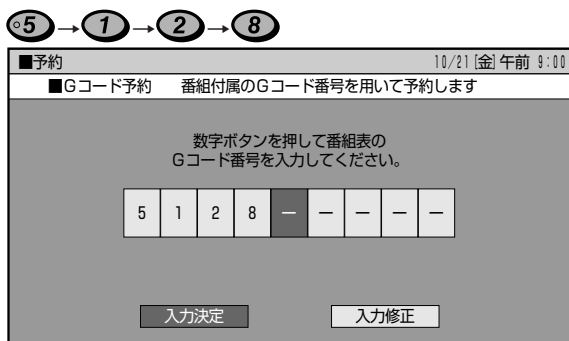 5→1→2→8
■予約 10/21[金]午前 9:00
■Gコード予約 番組付属のGコード番号を用いて予約します
数字ボタンを押して番組表の
Gコード番号を入力してください。
5 1 2 8 － － － － －
入力決定 入力修正